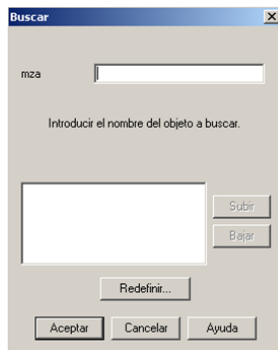 Buscar
mza
Introducir el nombre del objeto a buscar.
Subir
Bajar
Redefinir...
Aceptar Cancelar Ayuda